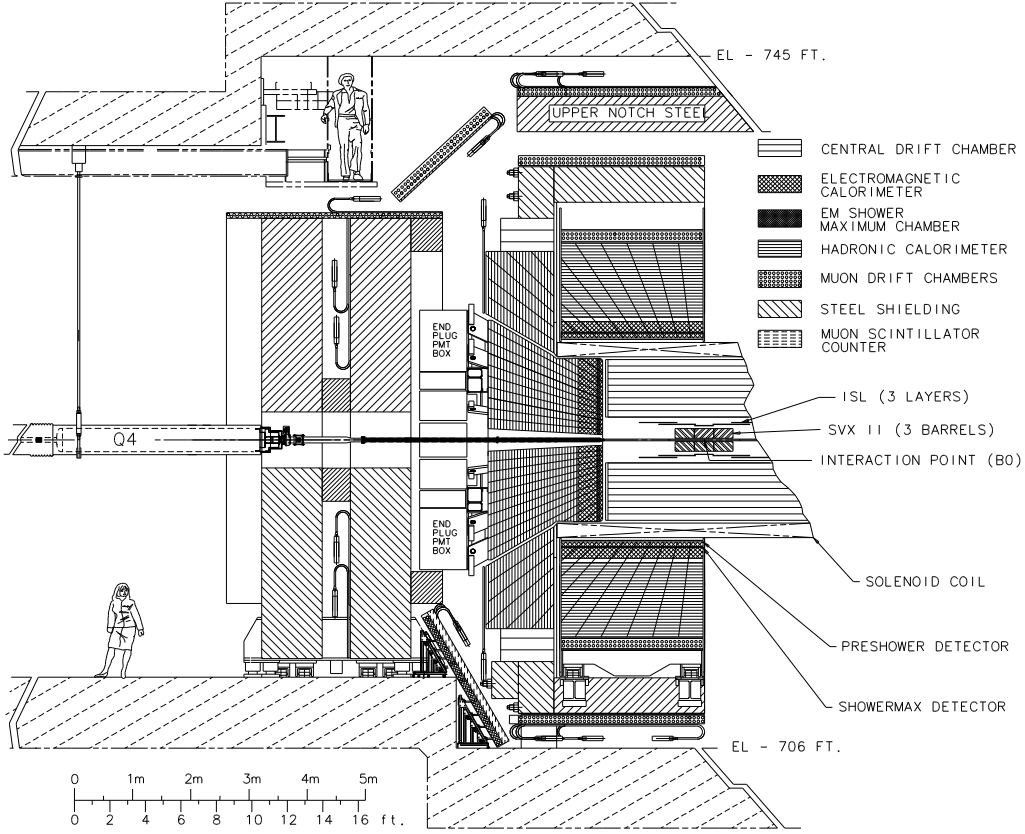 EL - 745 FT.
UPPER NOTCH STEEL
CENTRAL DRIFT CHAMBER
ELECTROMAGNETIC
CALORIMETER
EM SHOWER
MAXIMUM CHAMBER
HADRONIC CALORIMETER
MUON DRIFT CHAMBERS
STEEL SHIELDING
MUON SCINTILLATOR
COUNTER
END
PLUG
PMT
BOX
ISL (3 LAYERS)
Q4
SVX II (3 BARRELS)
INTERACTION POINT (B0)
END
PLUG
PMT
BOX
SOLENOID COIL
PRESHOWER DETECTOR
SHOWERMAX DETECTOR
EL - 706 FT.
0 1m 2m 3m 4m 5m
0 2 4 6 8 10 12 14 16 ft.